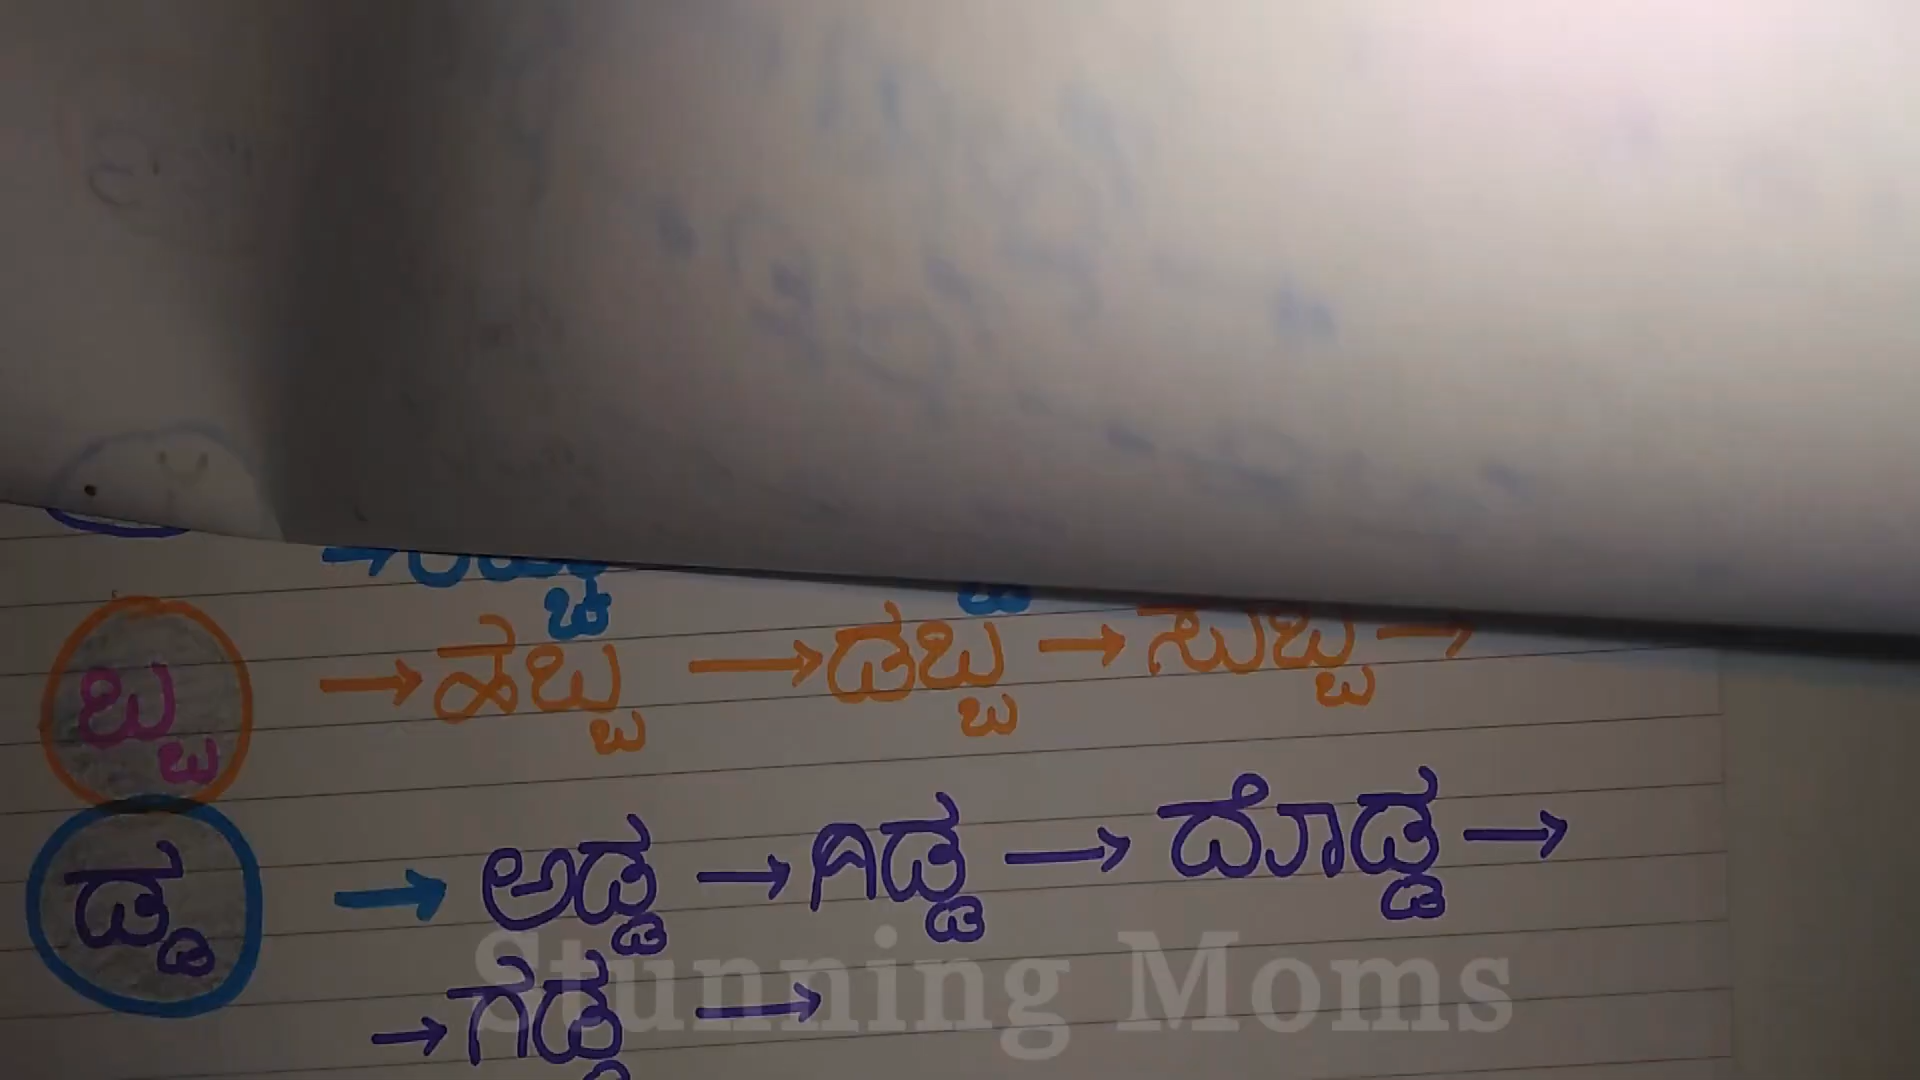 ಬ್ಬ → ಹಬ್ಬ → ಡಬ್ಬ → ಸುಬ್ಬ →
ಡ್ಡ → ಅಡ್ಡ → ಗಿಡ್ಡ → ದೊಡ್ಡ →
→ ಗಡ್ಡ →
Stunning Moms